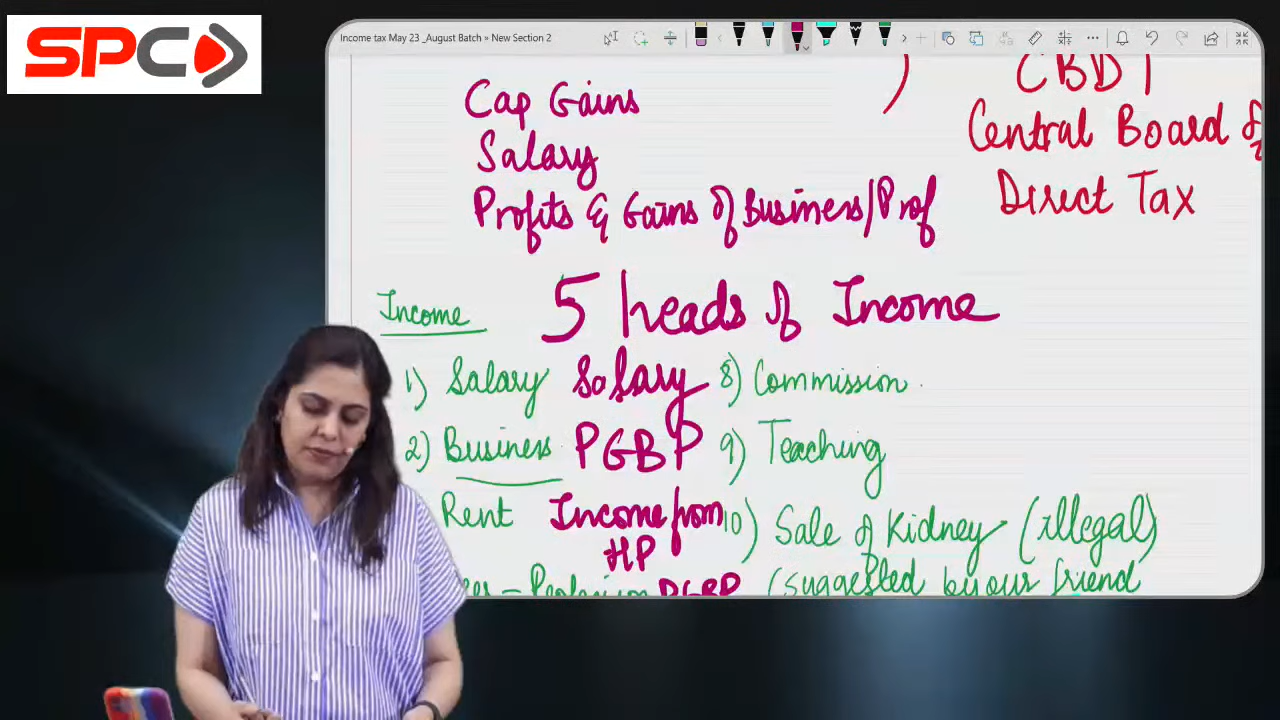 SPC
Income tax May 23 _August Batch » New Section 2
CBDT
Cap Gains
Central Board of
Salary
Direct Tax
Profits & Gains of Business/Prof
5 heads of Income
Income
1) Salary Salary 8) Commission
2) Business PGBP 9) Teaching
Rent Income from 10) Sale of Kidney (illegal)
HP
PGBP (suggested by our friend